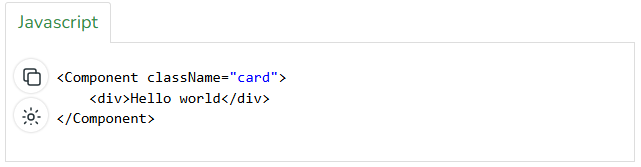 Javascript
<Component className="card">
    <div>Hello world</div>
</Component>